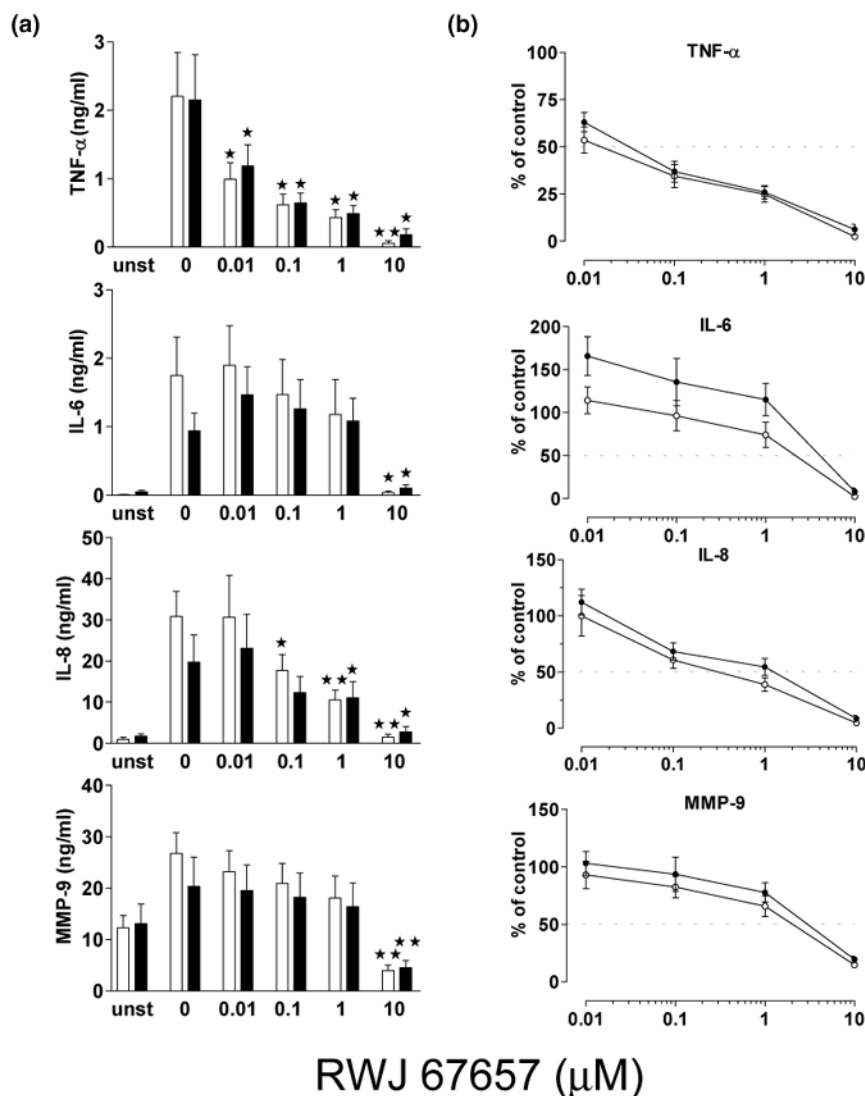 (a)
TNF-α (ng/ml)
3
2
1
0
unst 0 0.01 0.1 1 10
★ ★ ★ ★ ★ ★ ★★ ★
IL-6 (ng/ml)
3
2
1
0
unst 0 0.01 0.1 1 10
★ ★
IL-8 (ng/ml)
50
40
30
20
10
0
unst 0 0.01 0.1 1 10
★ ★★ ★ ★★ ★
MMP-9 (ng/ml)
40
30
20
10
0
unst 0 0.01 0.1 1 10
★★ ★★
(b)
TNF-α
% of control
100
75
50
25
0
0.01 0.1 1 10
IL-6
% of control
200
150
100
50
0
0.01 0.1 1 10
IL-8
% of control
150
100
50
0
0.01 0.1 1 10
MMP-9
% of control
150
100
50
0
0.01 0.1 1 10
RWJ 67657 (μM)